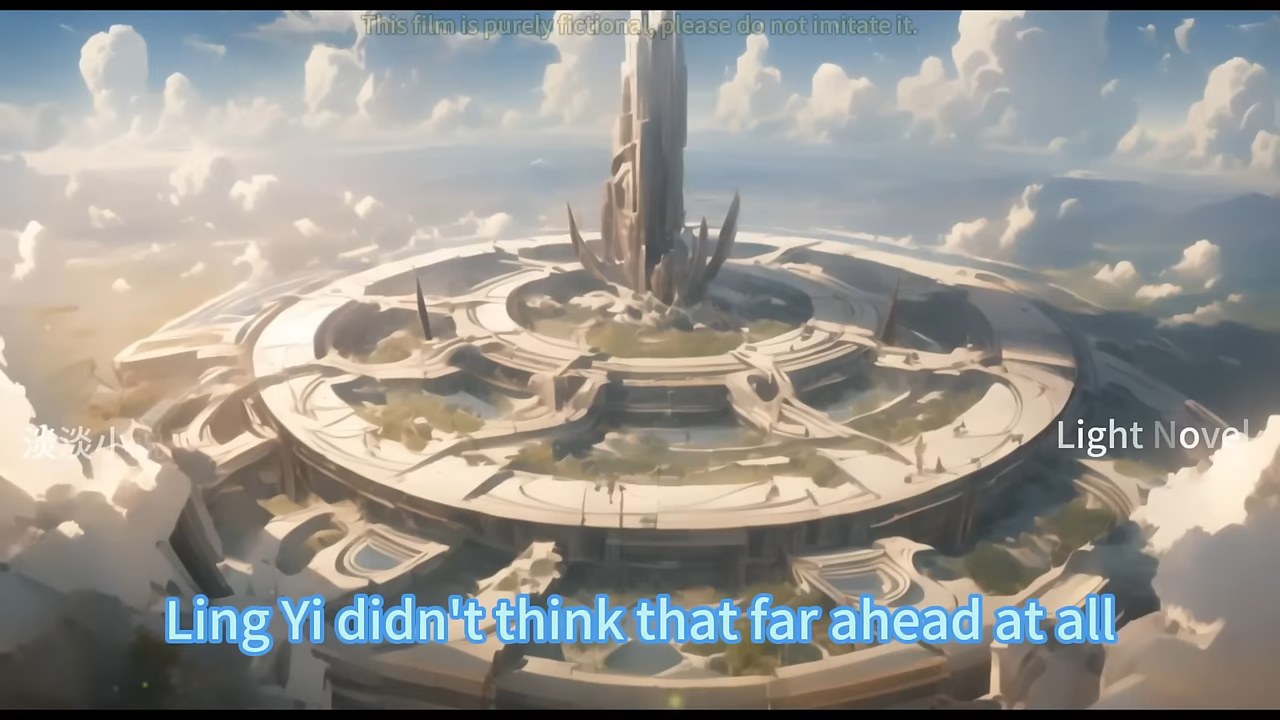 This film is purely fictional, please do not imitate it.
淡淡小
Light Novel
Ling Yi didn't think that far ahead at all